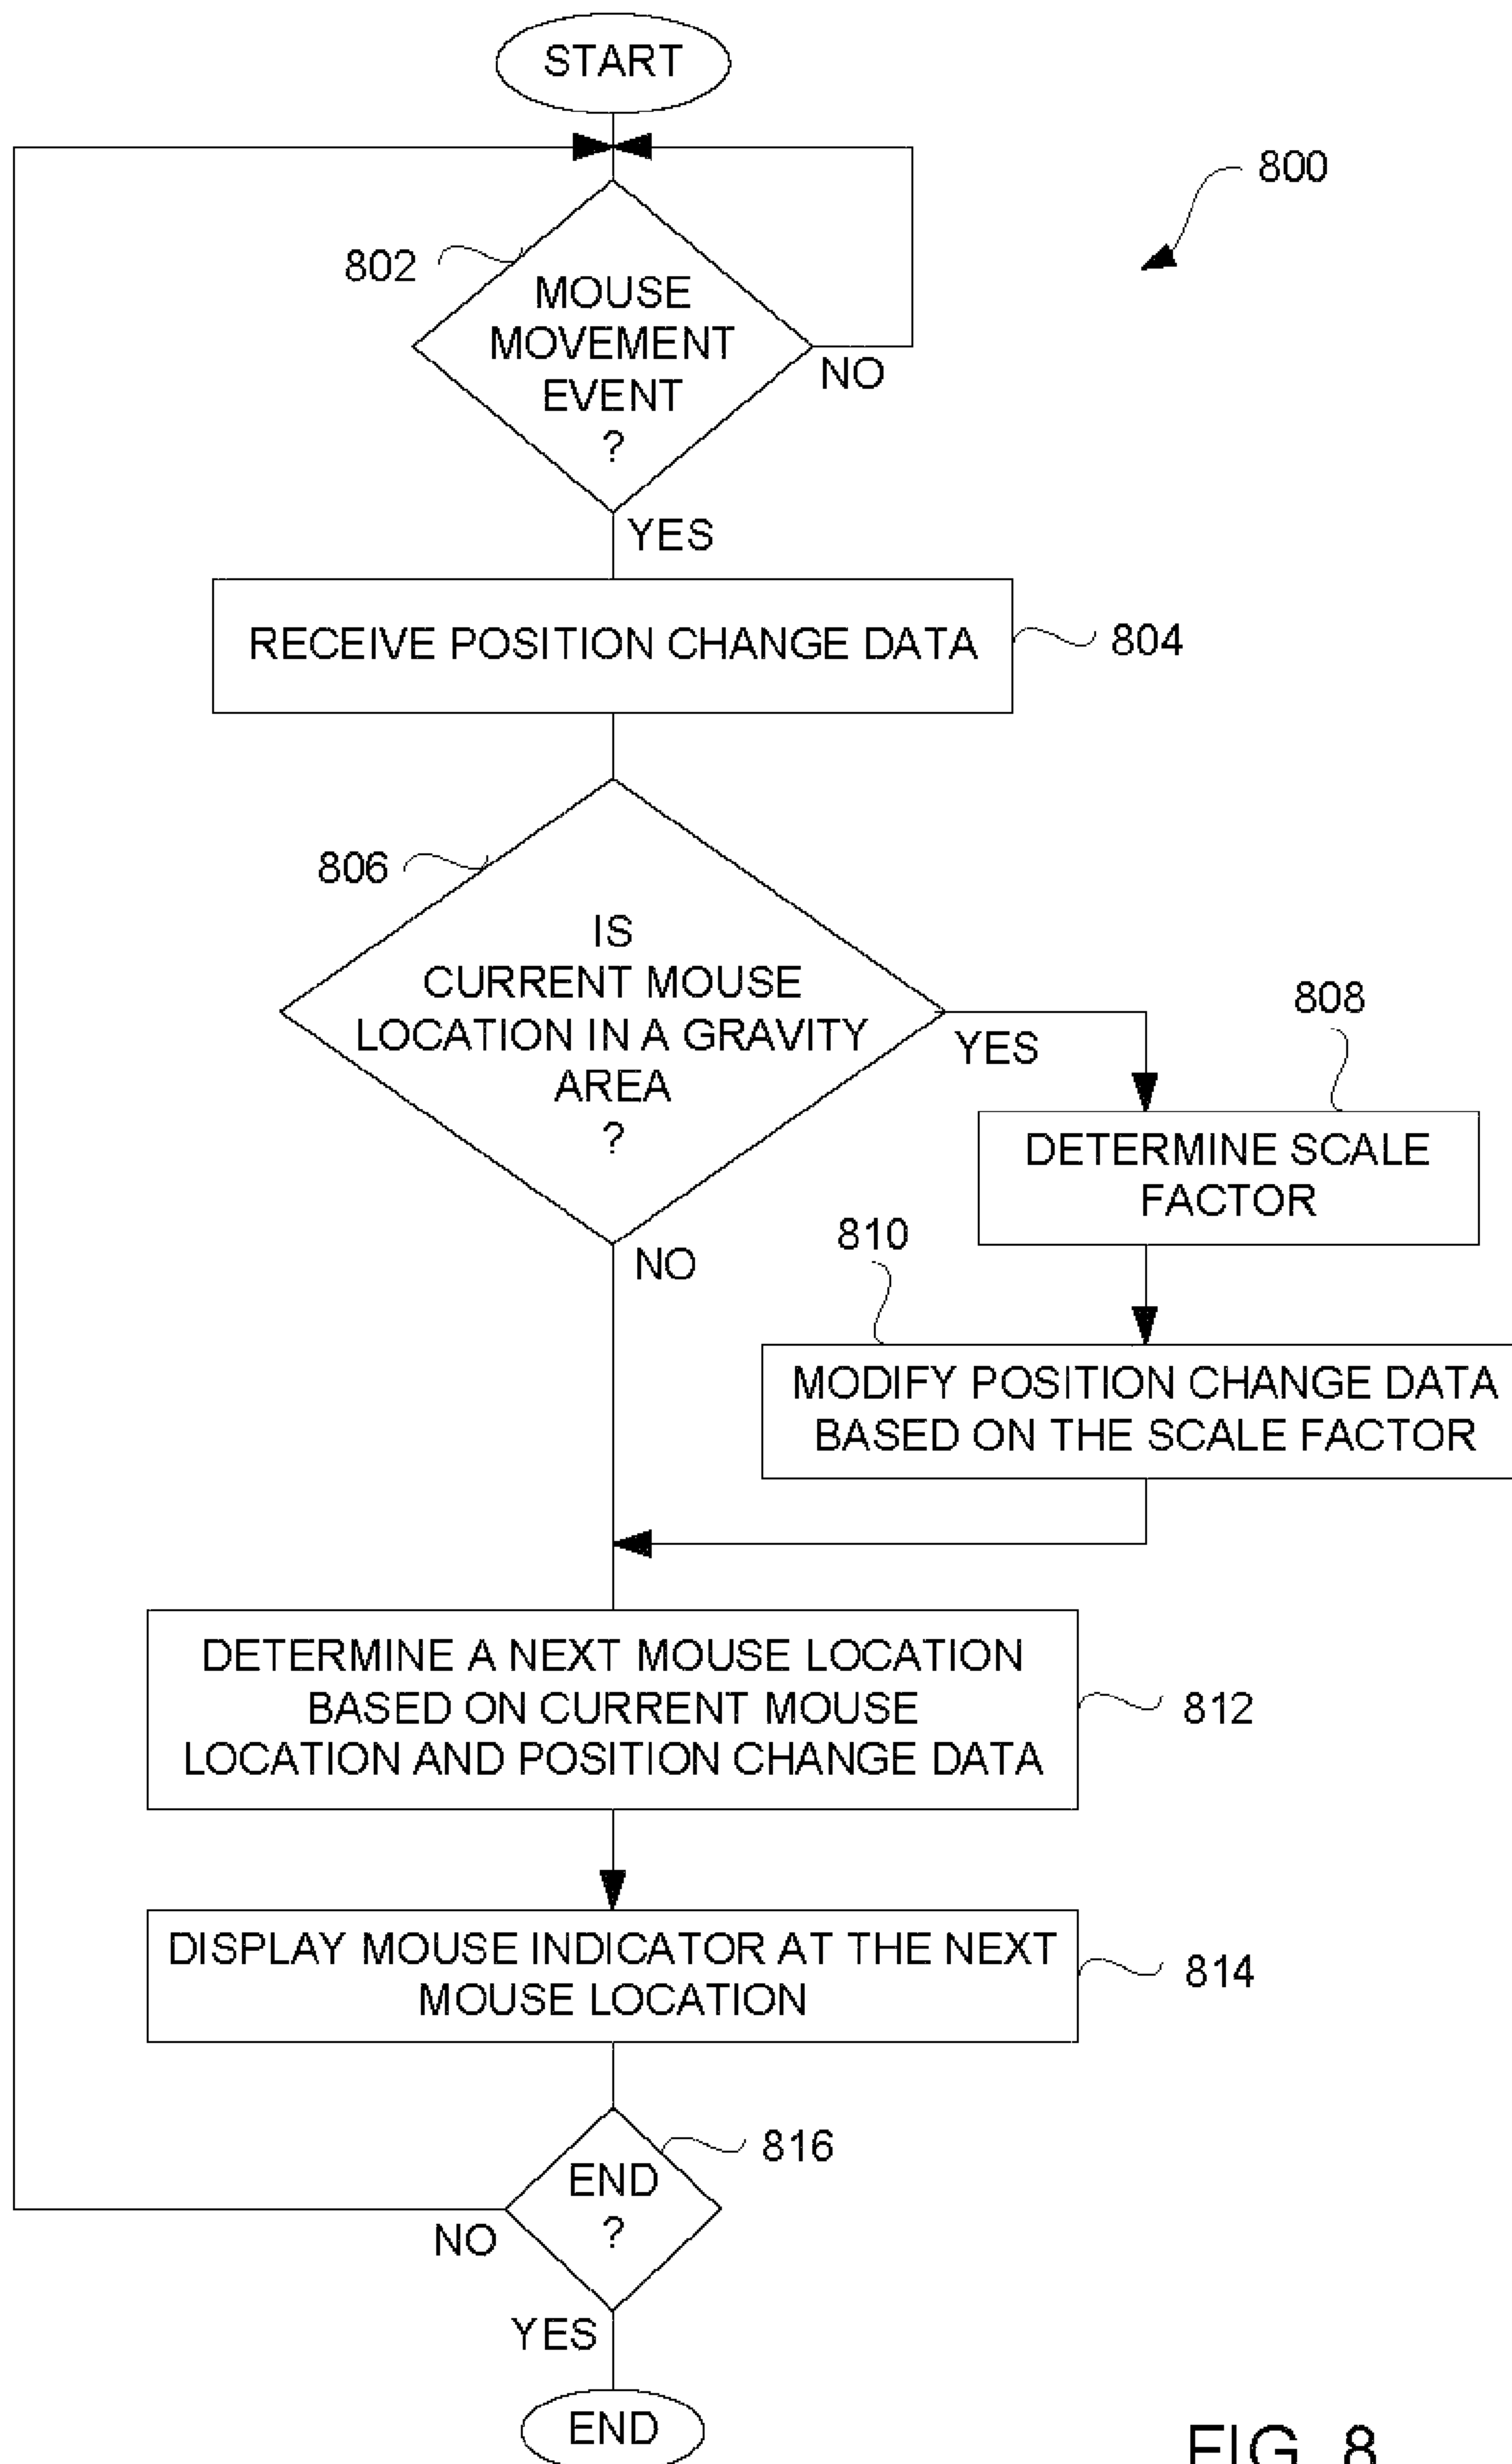 START
800
802
MOUSE
MOVEMENT
EVENT
?
NO
YES
RECEIVE POSITION CHANGE DATA
804
806
IS
CURRENT MOUSE
LOCATION IN A GRAVITY
AREA
?
YES
808
DETERMINE SCALE
FACTOR
NO
810
MODIFY POSITION CHANGE DATA
BASED ON THE SCALE FACTOR
DETERMINE A NEXT MOUSE LOCATION
BASED ON CURRENT MOUSE
LOCATION AND POSITION CHANGE DATA
812
DISPLAY MOUSE INDICATOR AT THE NEXT
MOUSE LOCATION
814
816
END
?
NO
YES
END
FIG. 8